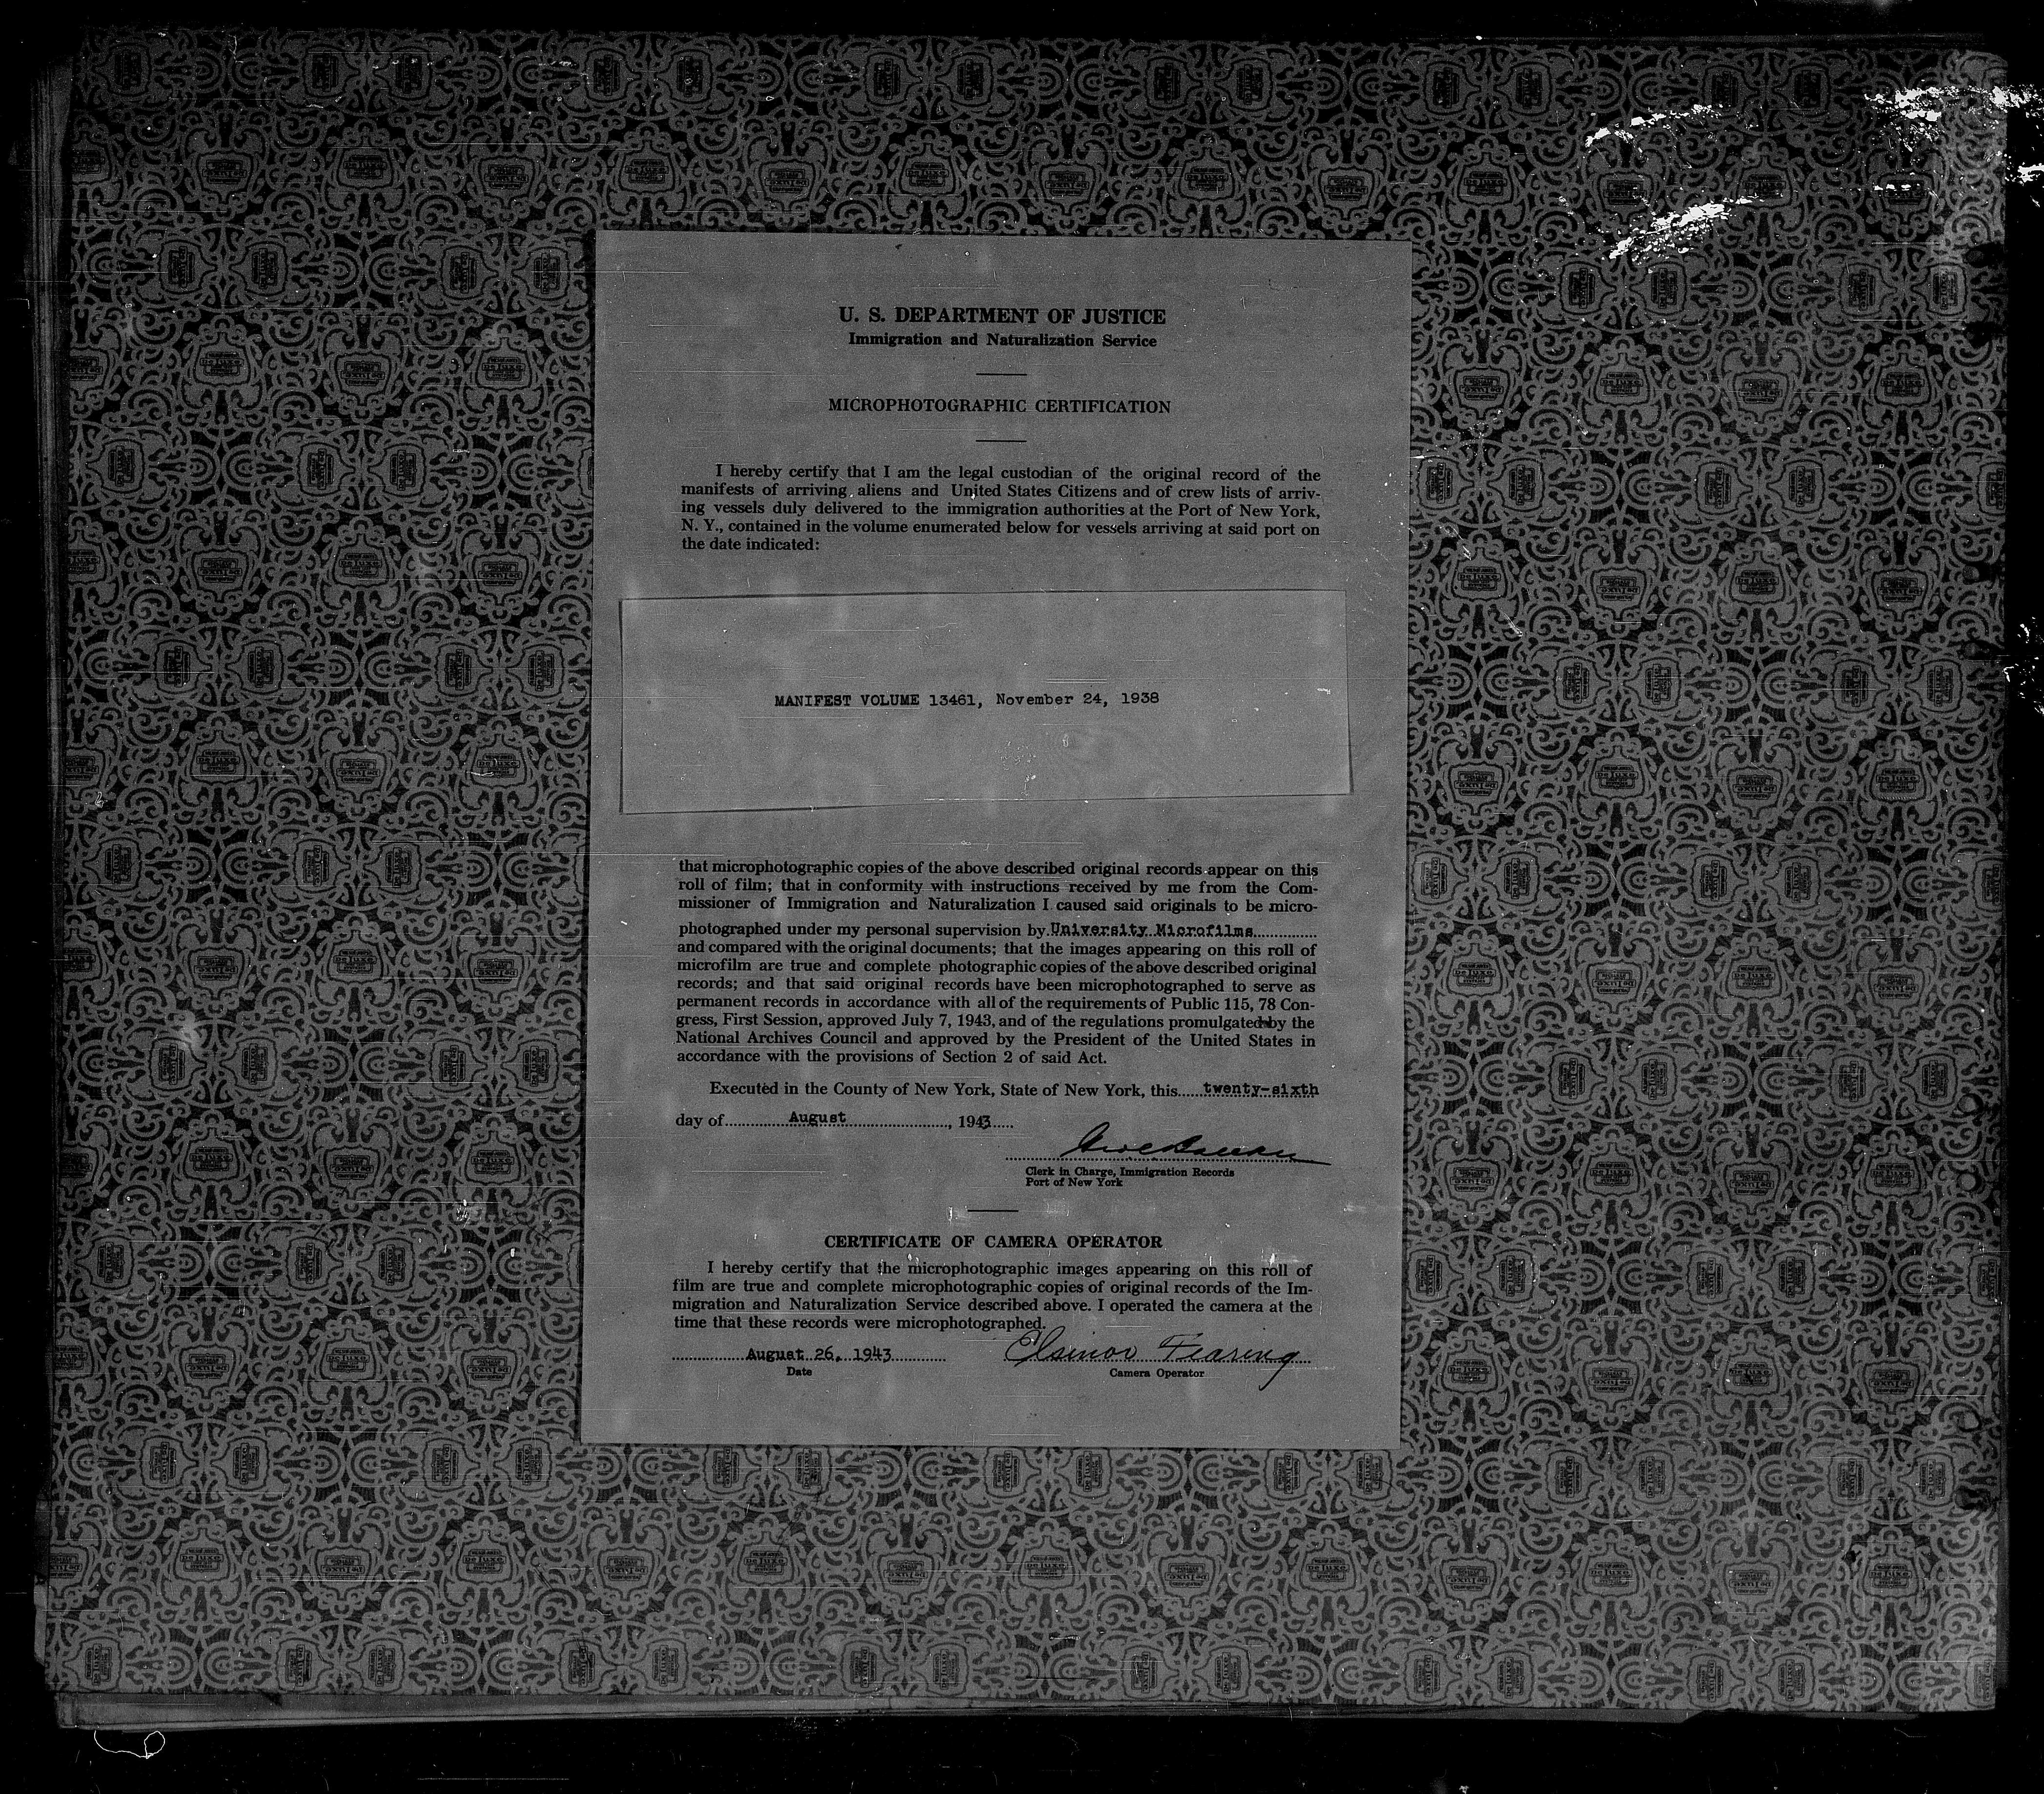 U. S. DEPARTMENT OF JUSTICE
Immigration and Naturalization Service
MICROPHOTOGRAPHIC CERTIFICATION
I hereby certify that I am the legal custodian of the original record of the
manifests of arriving aliens and United States Citizens and of crew lists of arriv-
ing vessels duly delivered to the immigration authorities at the Port of New York,
N. Y., contained in the volume enumerated below for vessels arriving at said port on
the date indicated:
MANIFEST VOLUME 13461, November 24, 1938
that microphotographic copies of the above described original records appear on this
roll of film; that in conformity with instructions received by me from the Com-
missioner of Immigration and Naturalization I caused said originals to be micro-
photographed under my personal supervision by University Microfilms
and compared with the original documents; that the images appearing on this roll of
microfilm are true and complete photographic copies of the above described original
records; and that said original records have been microphotographed to serve as
permanent records in accordance with all of the requirements of Public 115, 78 Con-
gress, First Session, approved July 7, 1943, and of the regulations promulgated by the
National Archives Council and approved by the President of the United States in
accordance with the provisions of Section 2 of said Act.
Executed in the County of New York, State of New York, this twenty-sixth
day of August, 1943
Clerk in Charge, Immigration Records
Port of New York
CERTIFICATE OF CAMERA OPERATOR
I hereby certify that the microphotographic images appearing on this roll of
film are true and complete microphotographic copies of original records of the Im-
migration and Naturalization Service described above. I operated the camera at the
time that these records were microphotographed.
August 26, 1943 Elsinor Fearing
Date Camera Operator